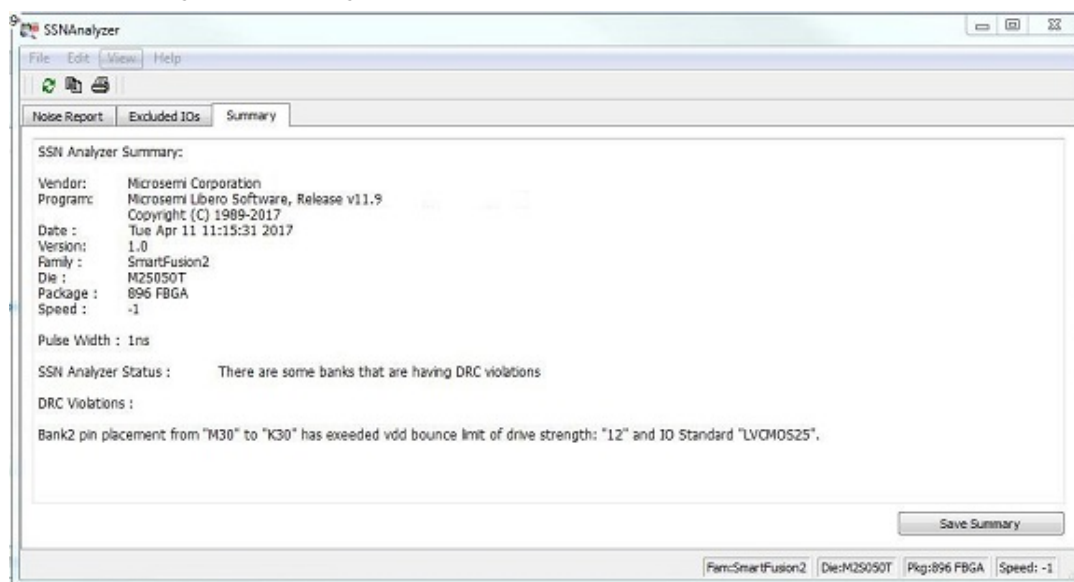 SSNAnalyzer
File Edit View Help
Noise Report Excluded IOs Summary
SSN Analyzer Summary:
Vendor: Microsemi Corporation
Program: Microsemi Libero Software, Release v11.9
Copyright (C) 1989-2017
Date : Tue Apr 11 11:15:31 2017
Version: 1.0
Family : SmartFusion2
Die : M2S050T
Package : 896 FBGA
Speed : -1
Pulse Width : 1ns
SSN Analyzer Status : There are some banks that are having DRC violations
DRC Violations :
Bank2 pin placement from "M30" to "K30" has exeeded vdd bounce limit of drive strength: "12" and IO Standard "LVCMOS25".
Save Summary
Fam:SmartFusion2 Die:M2S050T Pkg:896 FBGA Speed: -1